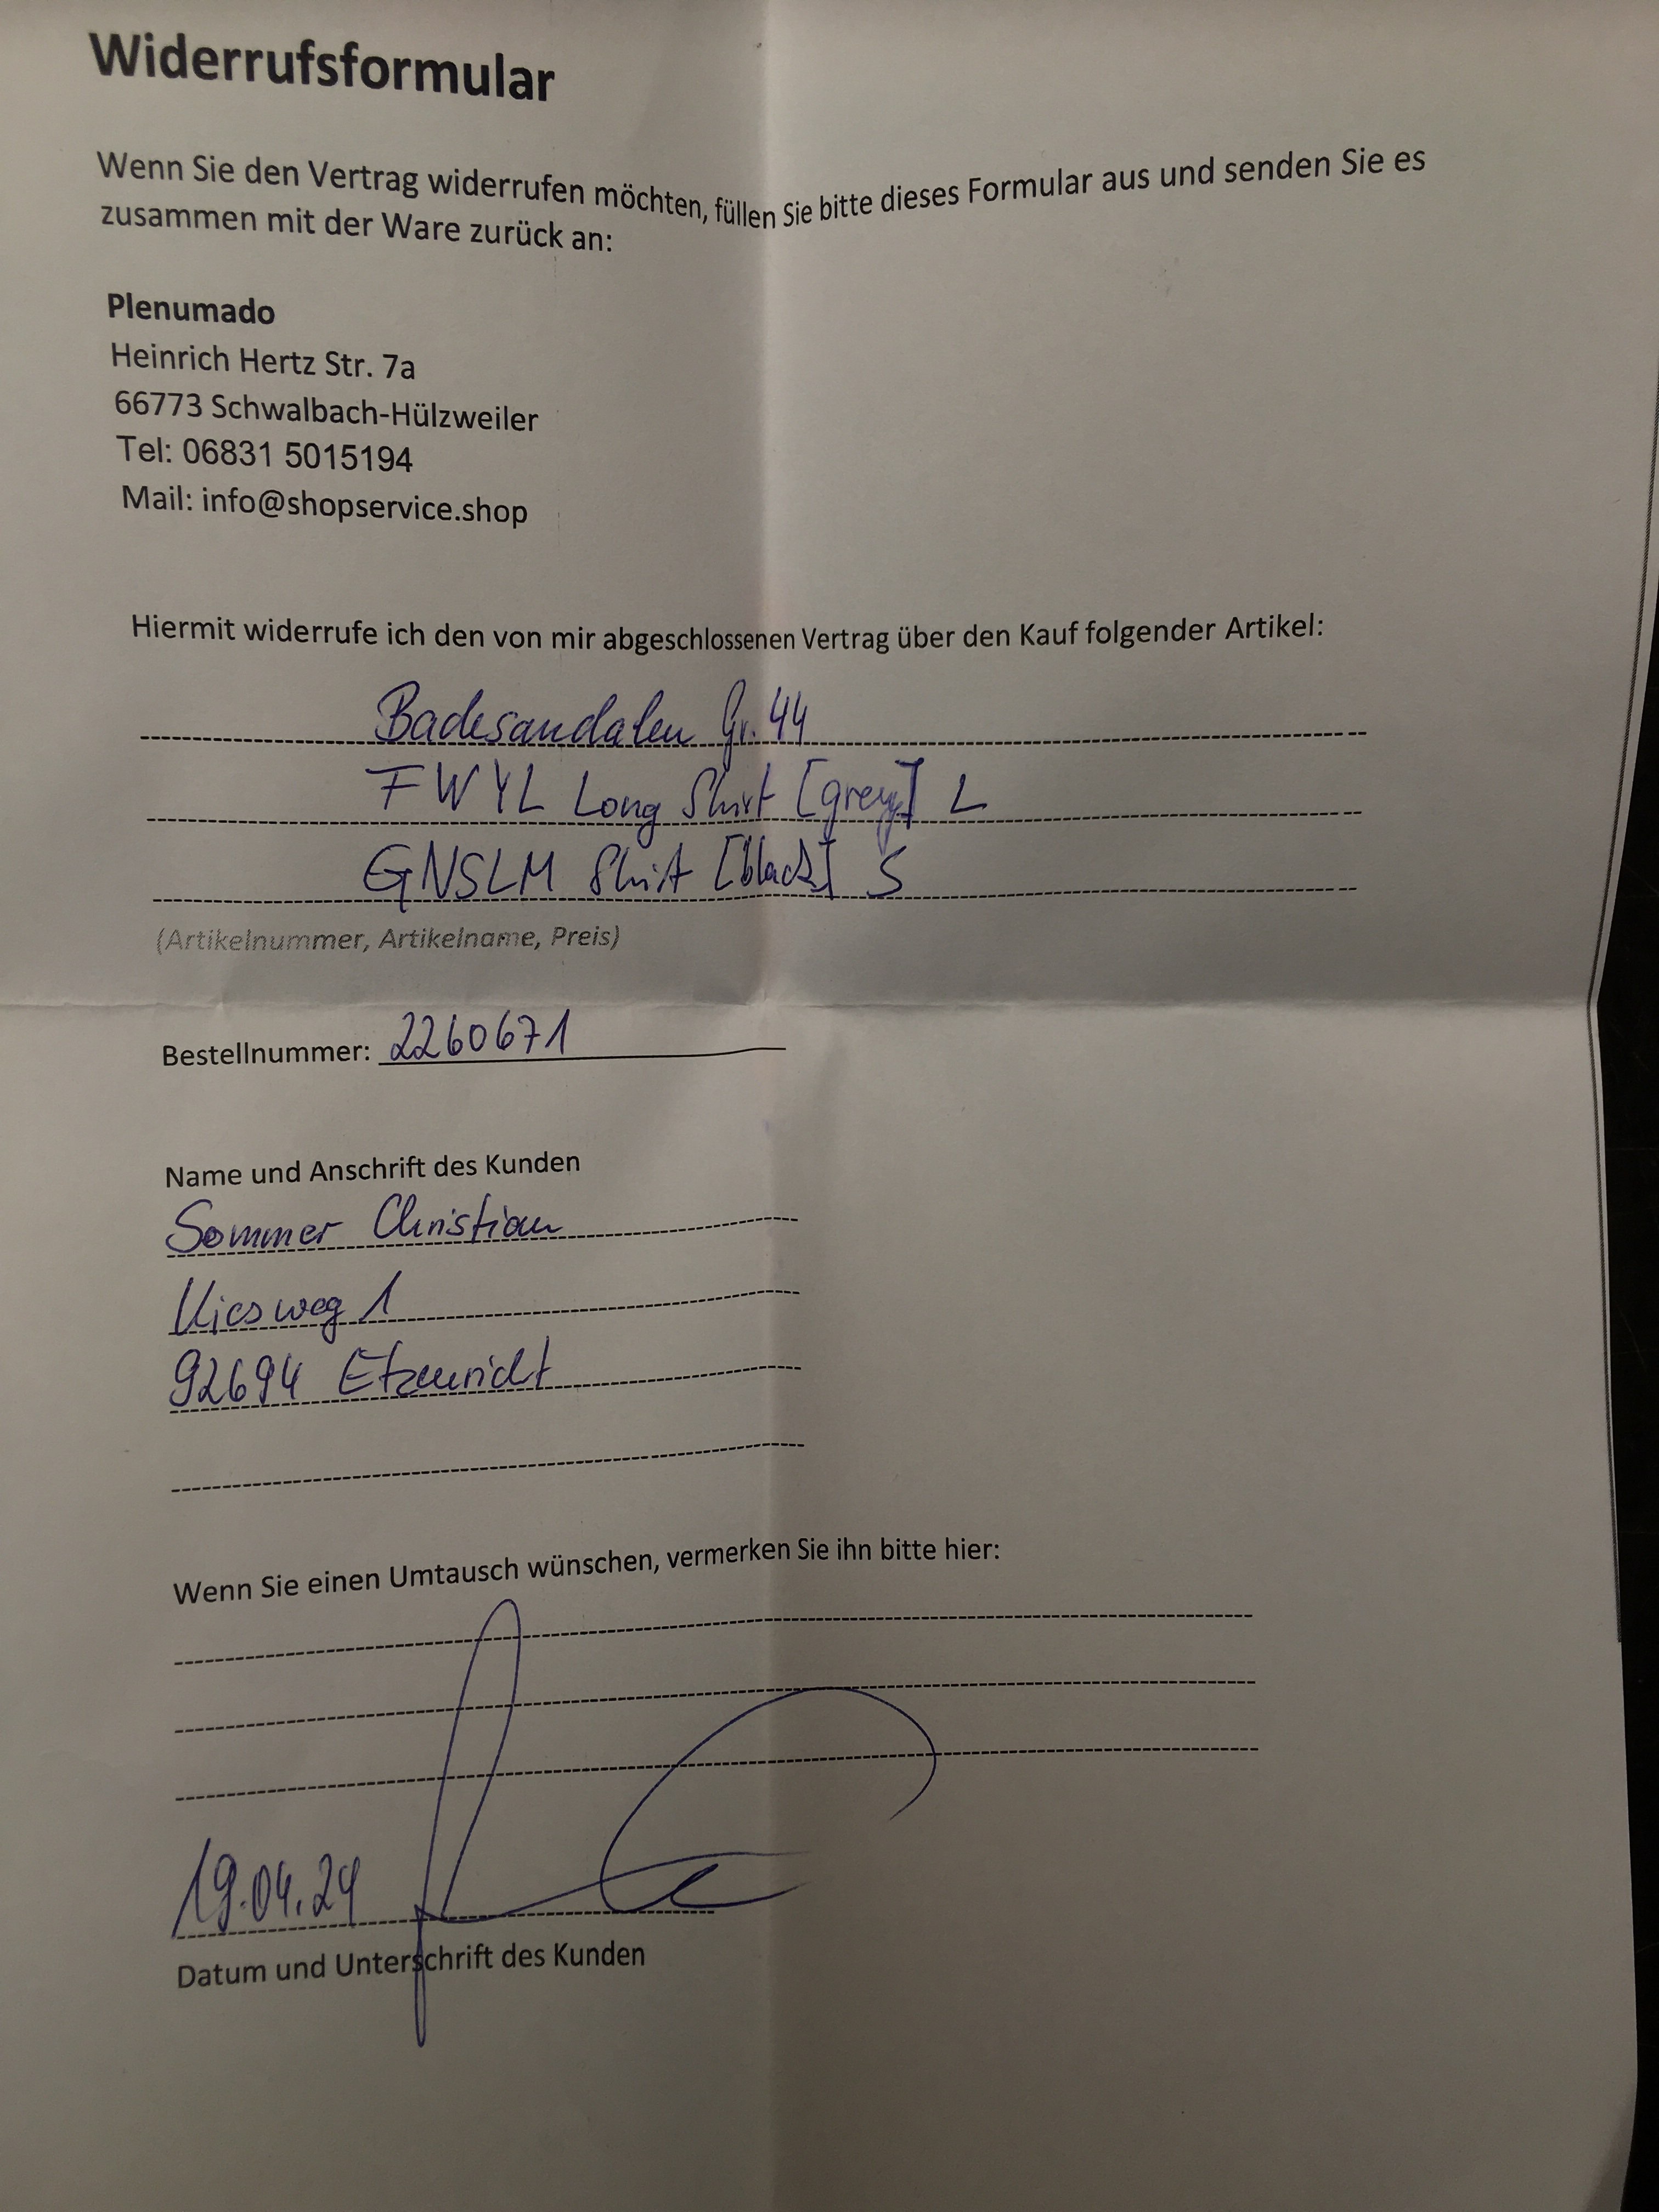 Widerrufsformular
Wenn Sie den Vertrag widerrufen möchten, füllen Sie bitte dieses Formular aus und senden Sie es
zusammen mit der Ware zurück an:
Plenumado
Heinrich Hertz Str. 7a
66773 Schwalbach-Hülzweiler
Tel: 06831 5015194
Mail: info@shopservice.shop
Hiermit widerrufe ich den von mir abgeschlossenen Vertrag über den Kauf folgender Artikel:
Badesandalen Gr. 44
FWYL Long Shirt [grey] L
GNSLM Shirt [black] S
(Artikelnummer, Artikelname, Preis)
Bestellnummer: 2260671
Name und Anschrift des Kunden
Sommer Christian
Kiesweg 1
92694 Etzenricht
Wenn Sie einen Umtausch wünschen, vermerken Sie ihn bitte hier:
19.04.24
Datum und Unterschrift des Kunden